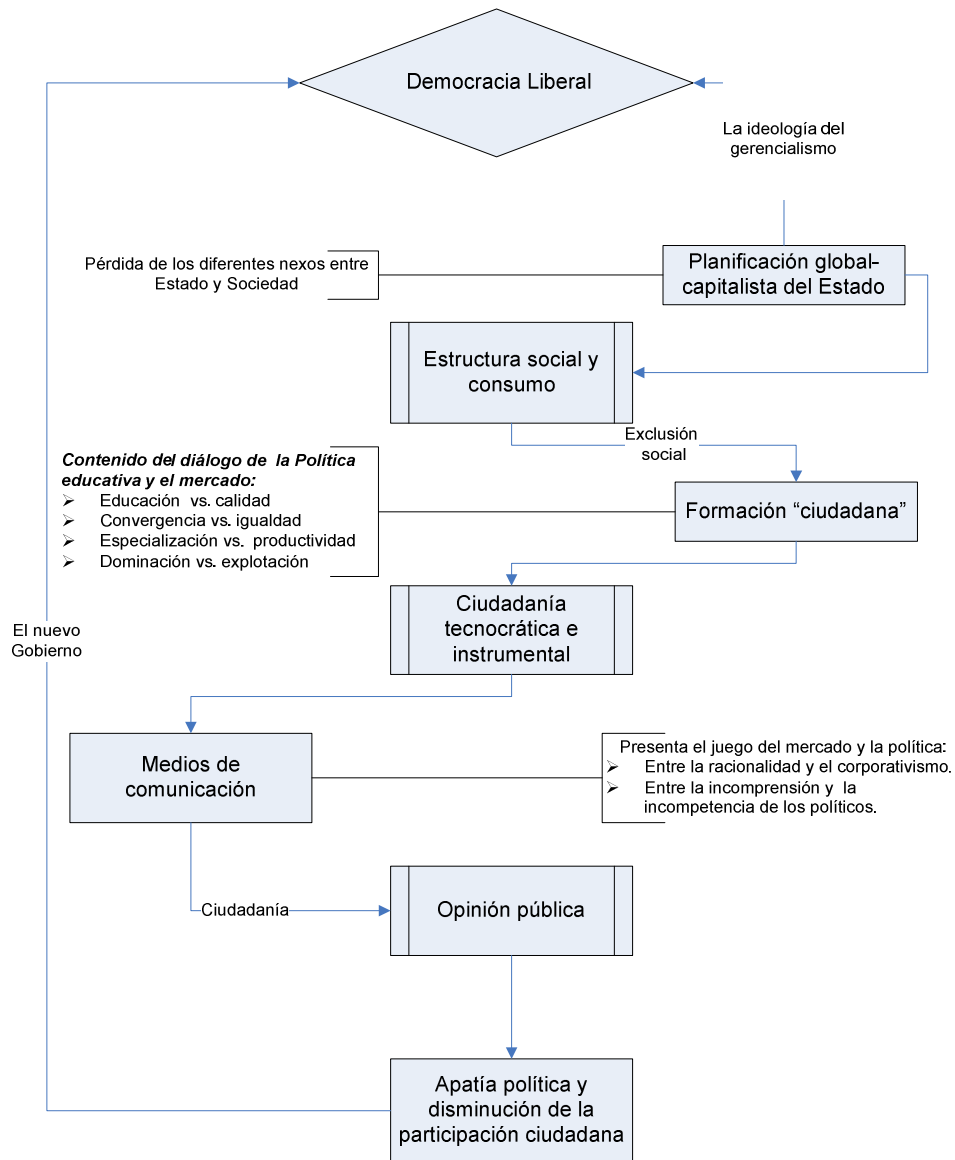 Democracia Liberal
La ideología del
gerencialismo
Pérdida de los diferentes nexos entre
Estado y Sociedad
Planificación global-
capitalista del Estado
Estructura social y
consumo
Exclusión
social
Contenido del diálogo de la Política
educativa y el mercado:
➢ Educación vs. calidad
➢ Convergencia vs. igualdad
➢ Especialización vs. productividad
➢ Dominación vs. explotación
Formación “ciudadana”
Ciudadanía
tecnocrática e
instrumental
El nuevo
Gobierno
Medios de
comunicación
Presenta el juego del mercado y la política:
➢ Entre la racionalidad y el corporativismo.
➢ Entre la incomprensión y la
incompetencia de los políticos.
Ciudadanía
Opinión pública
Apatía política y
disminución de la
participación ciudadana